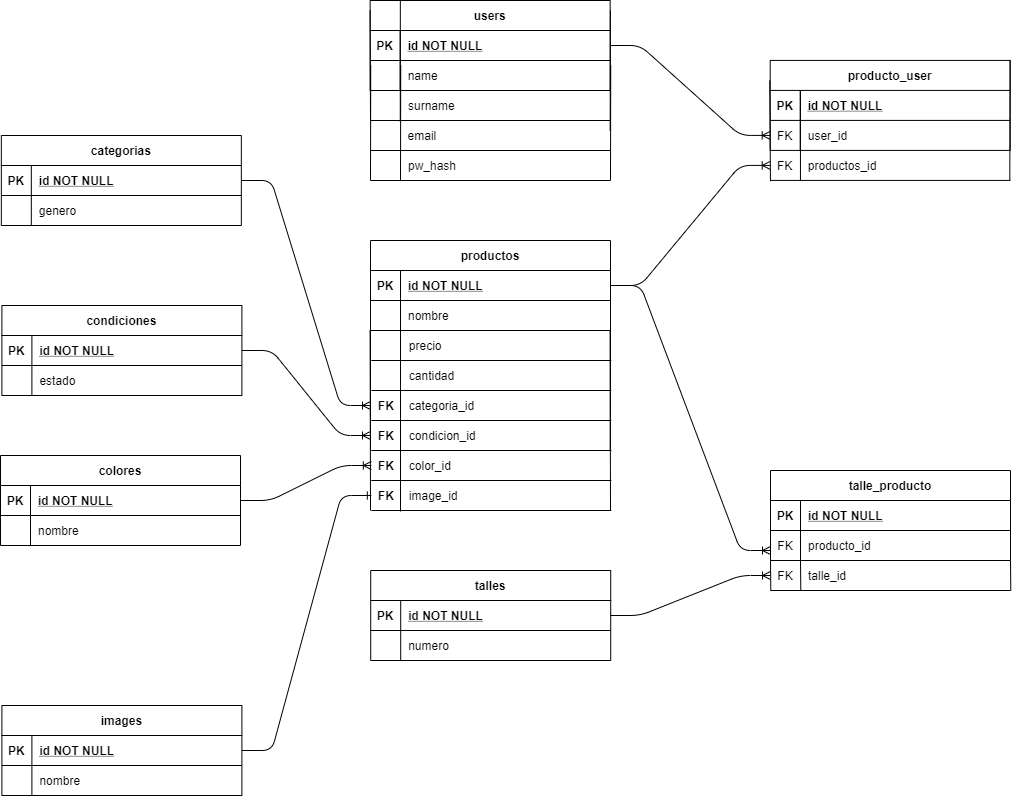 users
PK id NOT NULL
name
surname
email
pw_hash
producto_user
PK id NOT NULL
FK user_id
FK productos_id
categorias
PK id NOT NULL
genero
productos
PK id NOT NULL
nombre
precio
cantidad
FK categoria_id
FK condicion_id
FK color_id
FK image_id
condiciones
PK id NOT NULL
estado
colores
PK id NOT NULL
nombre
talle_producto
PK id NOT NULL
FK producto_id
FK talle_id
talles
PK id NOT NULL
numero
images
PK id NOT NULL
nombre